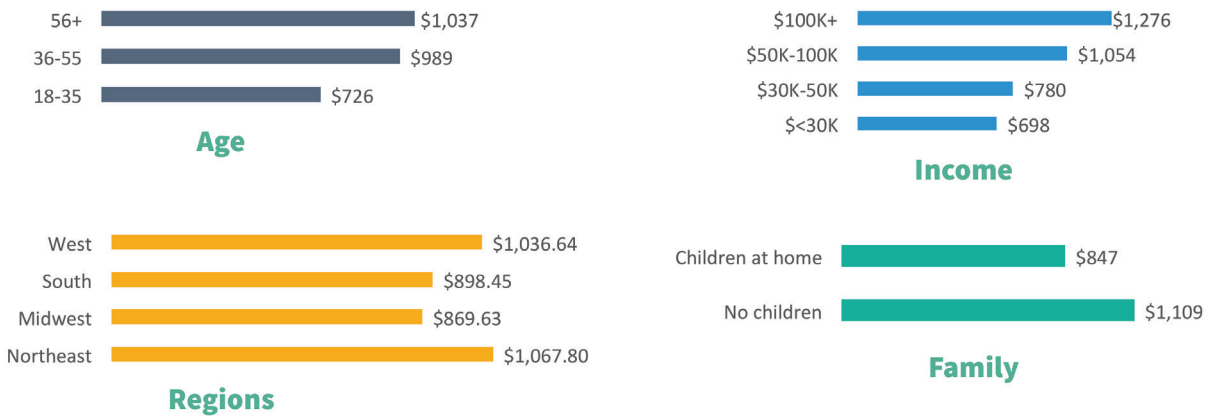 56+ $1,037
36-55 $989
18-35 $726
Age
$100K+ $1,276
$50K-100K $1,054
$30K-50K $780
$<30K $698
Income
West $1,036.64
South $898.45
Midwest $869.63
Northeast $1,067.80
Regions
Children at home $847
No children $1,109
Family